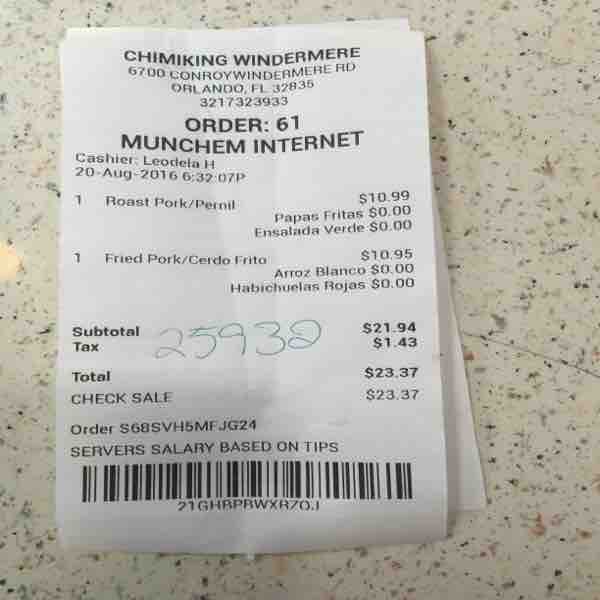 CHIMIKING WINDERMERE
6700 CONROYWINDERMERE RD
ORLANDO, FL 32835
3217323933
ORDER: 61
MUNCHEM INTERNET
Cashier: Leodela H
20-Aug-2016 6:32:07P
1 Roast Pork/Pernil $10.99
Papas Fritas $0.00
Ensalada Verde $0.00
1 Fried Pork/Cerdo Frito $10.95
Arroz Blanco $0.00
Habichuelas Rojas $0.00
Subtotal $21.94
Tax $1.43
25932
Total $23.37
CHECK SALE $23.37
Order S68SVH5MFJG24
SERVERS SALARY BASED ON TIPS